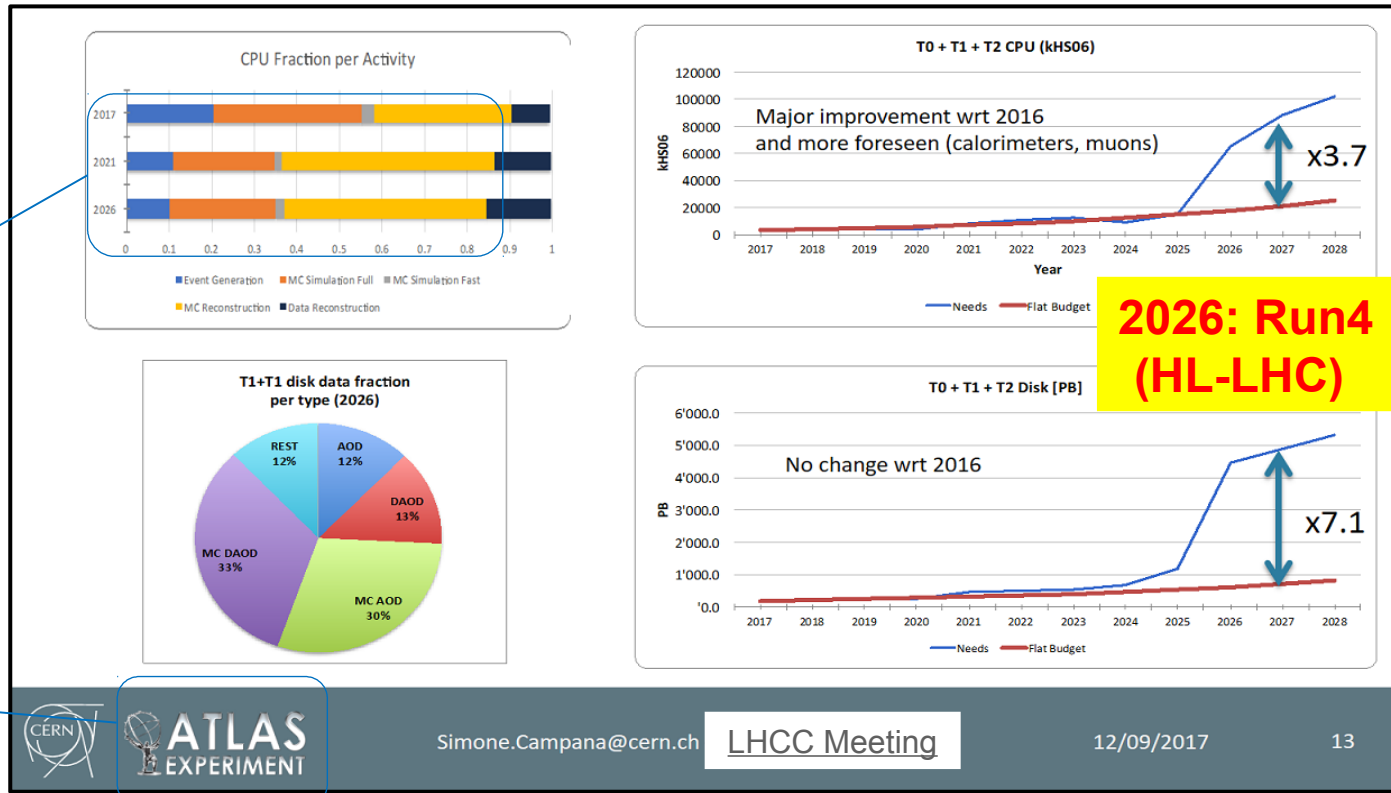 CPU Fraction per Activity
2017
2021
2026
0 0.1 0.2 0.3 0.4 0.5 0.6 0.7 0.8 0.9 1
Event Generation MC Simulation Full MC Simulation Fast
MC Reconstruction Data Reconstruction
T0 + T1 + T2 CPU (kHS06)
120000
100000
80000
60000
40000
20000
0
kHS06
Major improvement wrt 2016
and more foreseen (calorimeters, muons)
x3.7
2017 2018 2019 2020 2021 2022 2023 2024 2025 2026 2027 2028
Year
Needs Flat Budget
2026: Run4
(HL-LHC)
T1+T1 disk data fraction
per type (2026)
REST
12%
AOD
12%
DAOD
13%
MC DAOD
33%
MC AOD
30%
T0 + T1 + T2 Disk [PB]
6'000.0
5'000.0
4'000.0
3'000.0
2'000.0
1'000.0
'0.0
PB
No change wrt 2016
x7.1
2017 2018 2019 2020 2021 2022 2023 2024 2025 2026 2027 2028
Needs Flat Budget
CERN
ATLAS
EXPERIMENT
Simone.Campana@cern.ch LHCC Meeting 12/09/2017 13